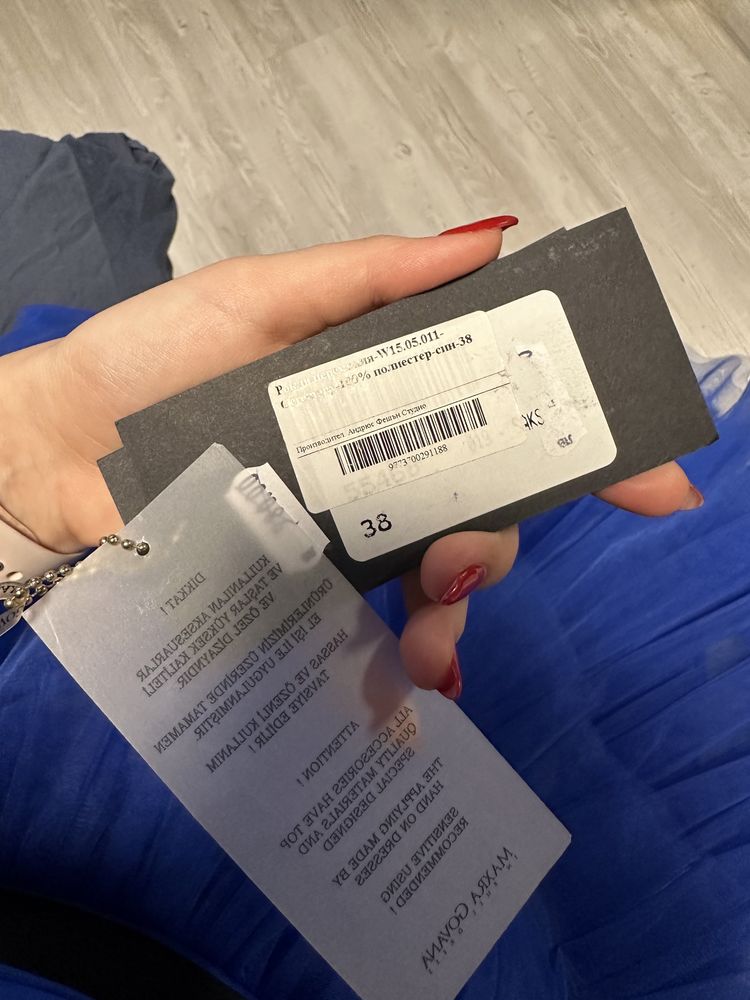 -W15.05.011-
-100% полиестер-син-38
Производител Андрюс Фешън Студио
9773700291188
38
DİKKAT !
KULLANILAN AKSESUARLAR
VE TAŞLAR YÜKSEK KALİTELİ
VE ÖZEL DİZAYNDIR
ÜRÜNLERİMİZİN ÜZERİNDE TAMAMEN
EL İŞİ İLE UYGULANMIŞTIR
HASSAS VE ÖZENLİ KULLANIM
TAVSİYE EDİLİR !
ATTENTION !
ALL ACCESORIES HAVE TOP
QUALITY MATERIALS AND
SPECIAL DESIGNED
THE APPLYING MADE BY
HAND ON DRESSES
SENSITIVE USING
RECOMMENDED !
MAXRA GOVANA